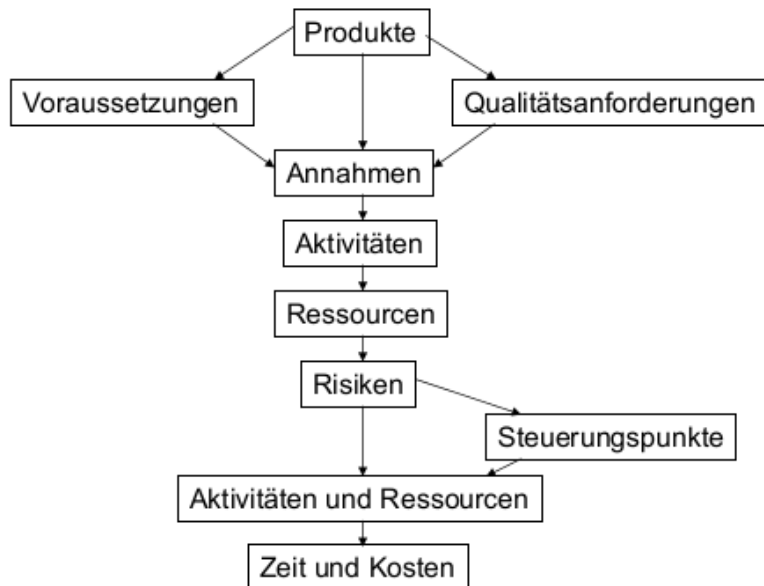 Produkte
Voraussetzungen
Qualitätsanforderungen
Annahmen
Aktivitäten
Ressourcen
Risiken
Steuerungspunkte
Aktivitäten und Ressourcen
Zeit und Kosten